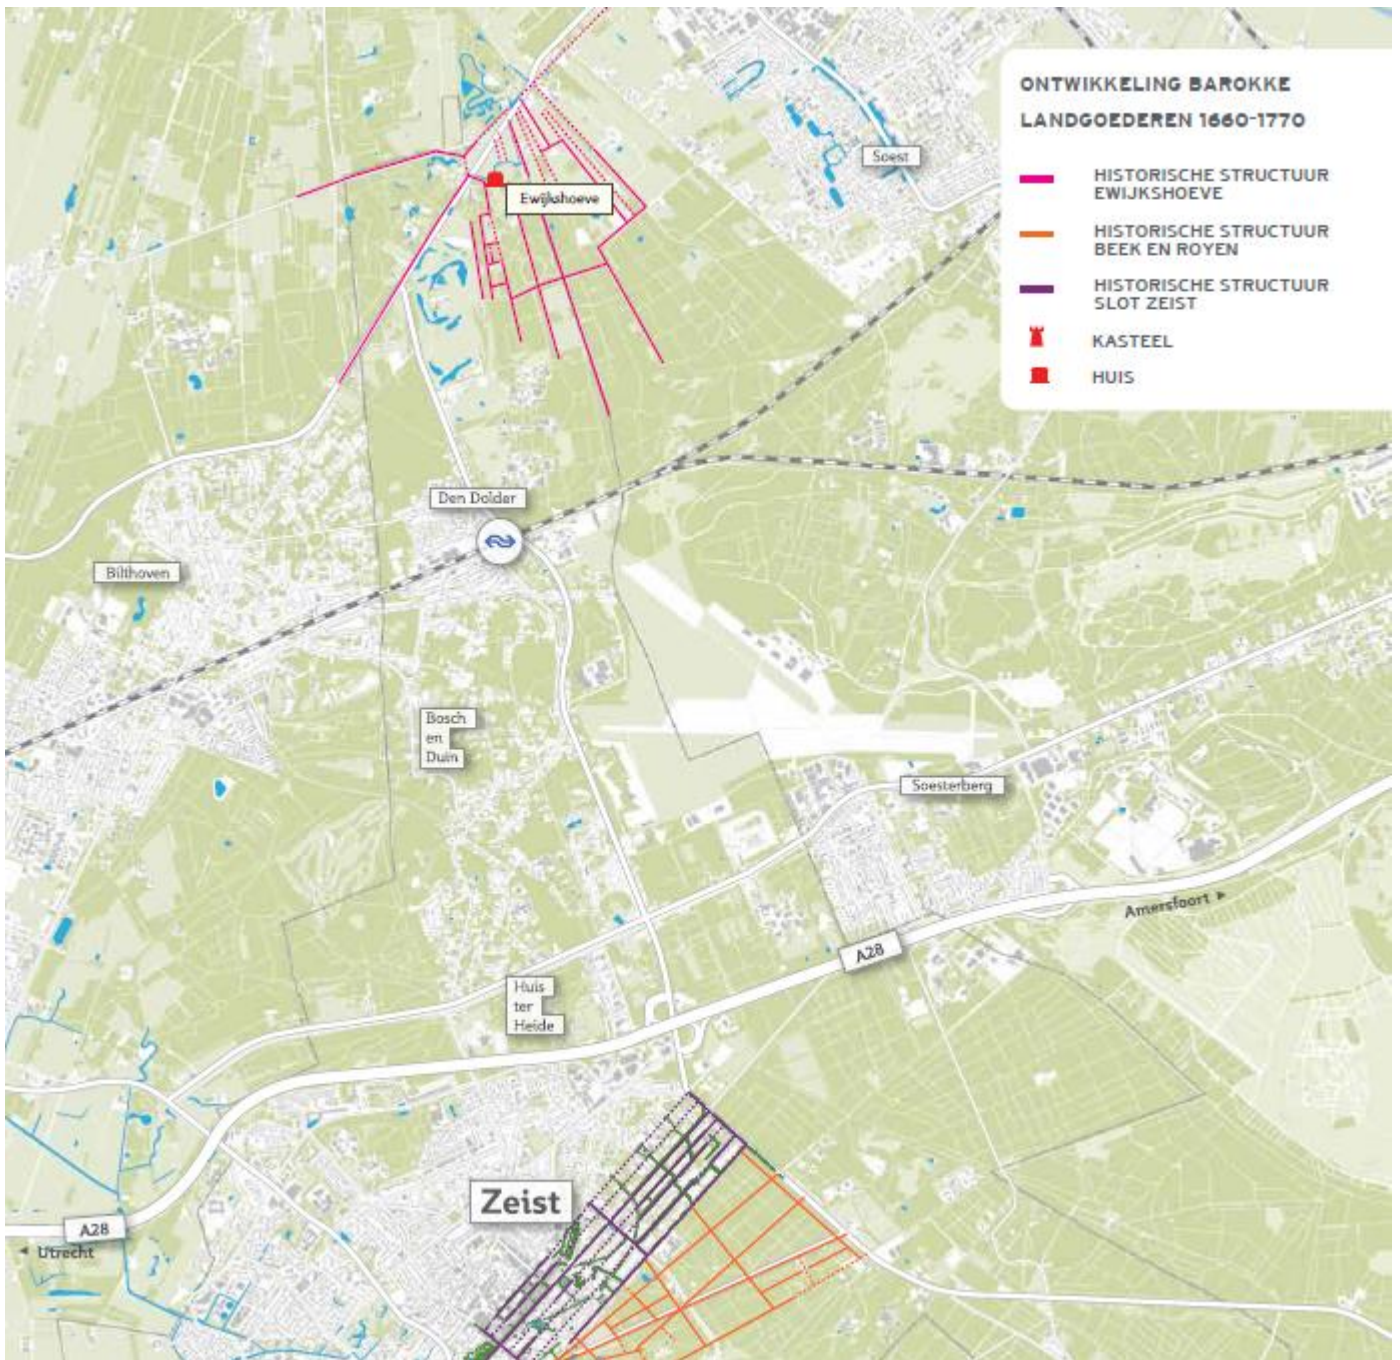 ONTWIKKELING BAROKKE
LANDGOEDEREN 1660-1770
HISTORISCHE STRUCTUUR
EWIJKSHOEVE
HISTORISCHE STRUCTUUR
BEEK EN ROYEN
HISTORISCHE STRUCTUUR
SLOT ZEIST
KASTEEL
HUIS
Soest
Ewijkshoeve
Den Dolder
Bilthoven
Bosch
en
Duin
Soesterberg
Amersfoort ►
A28
Huis
ter
Heide
Zeist
A28
◄ Utrecht